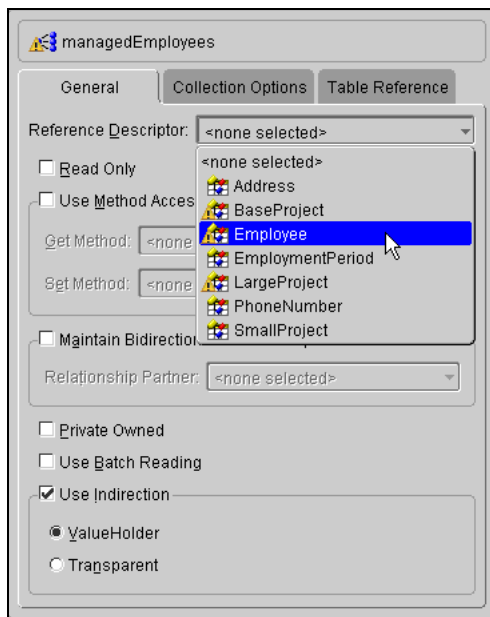 managedEmployees
General Collection Options Table Reference
Reference Descriptor: <none selected>
<none selected>
Read Only
Address
Use Method Acces
BaseProject
Get Method: <none
Employee
EmploymentPeriod
Set Method: <none
LargeProject
PhoneNumber
SmallProject
Maintain Bidirection
Relationship Partner: <none selected>
Private Owned
Use Batch Reading
Use Indirection
ValueHolder
Transparent